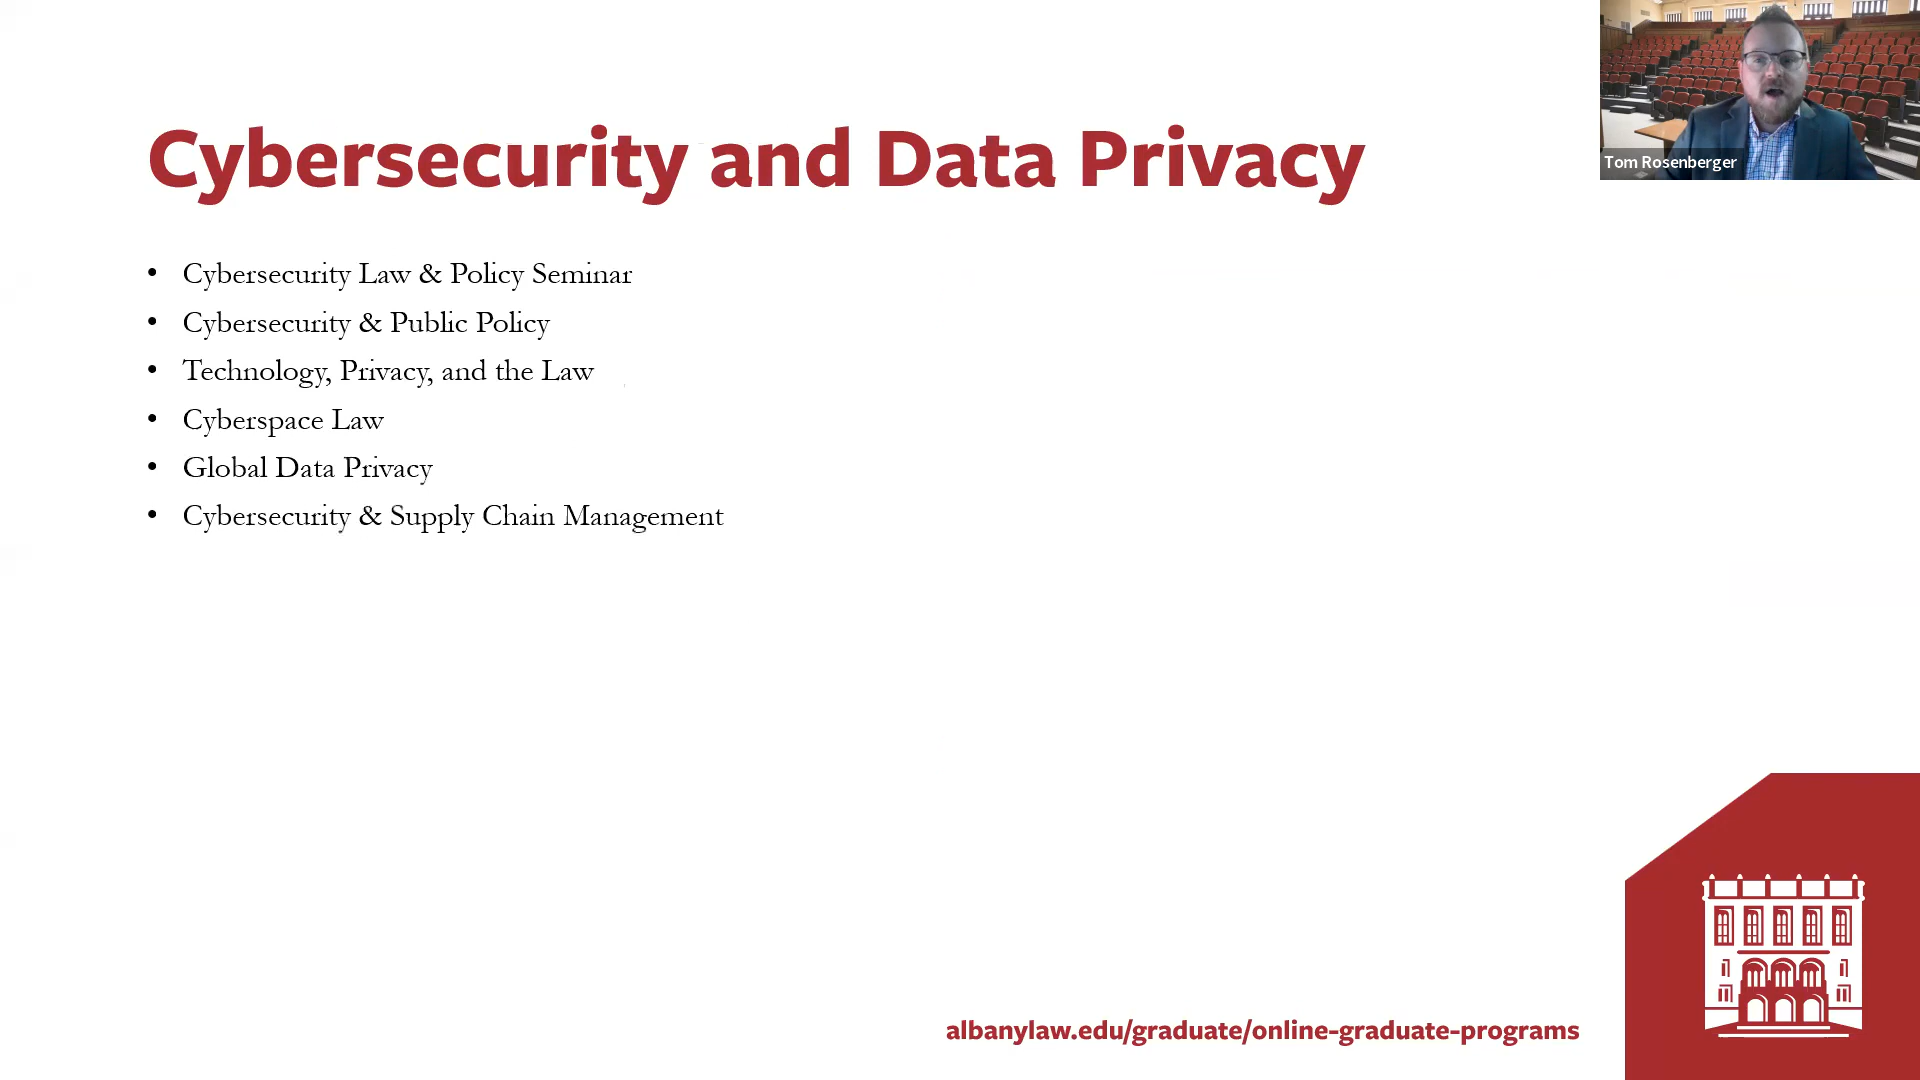 Cybersecurity and Data Privacy
Tom Rosenberger
• Cybersecurity Law & Policy Seminar
• Cybersecurity & Public Policy
• Technology, Privacy, and the Law
• Cyberspace Law
• Global Data Privacy
• Cybersecurity & Supply Chain Management
albanylaw.edu/graduate/online-graduate-programs